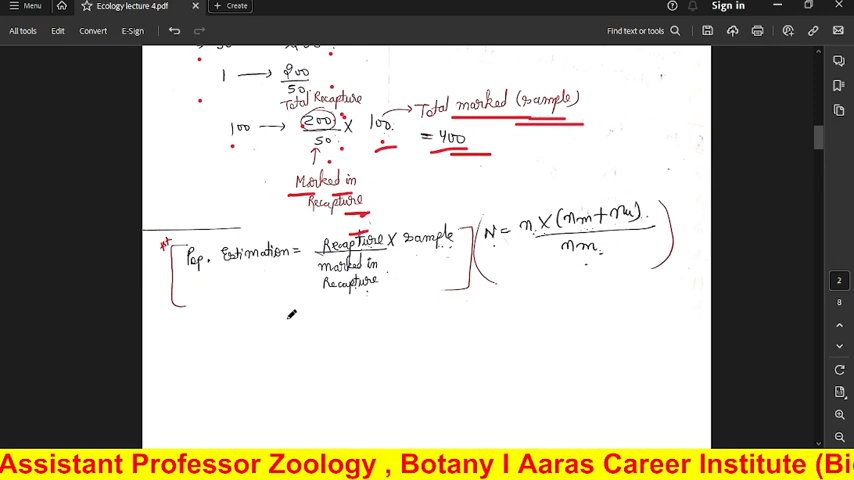 Ecology lecture 4.pdf
Create
Sign in
Menu
All tools Edit Convert E-Sign
Find text or tools
1 → 200
50
Total Recapture
100 → 200 X 100 → Total marked (sample)
50
= 400
Marked in
Recapture
Pop. Estimation = Recapture X sample
marked in
Recapture
N = n X (nm + nu)
nm
2
8
Assistant Professor Zoology , Botany I Aaras Career Institute (Bi